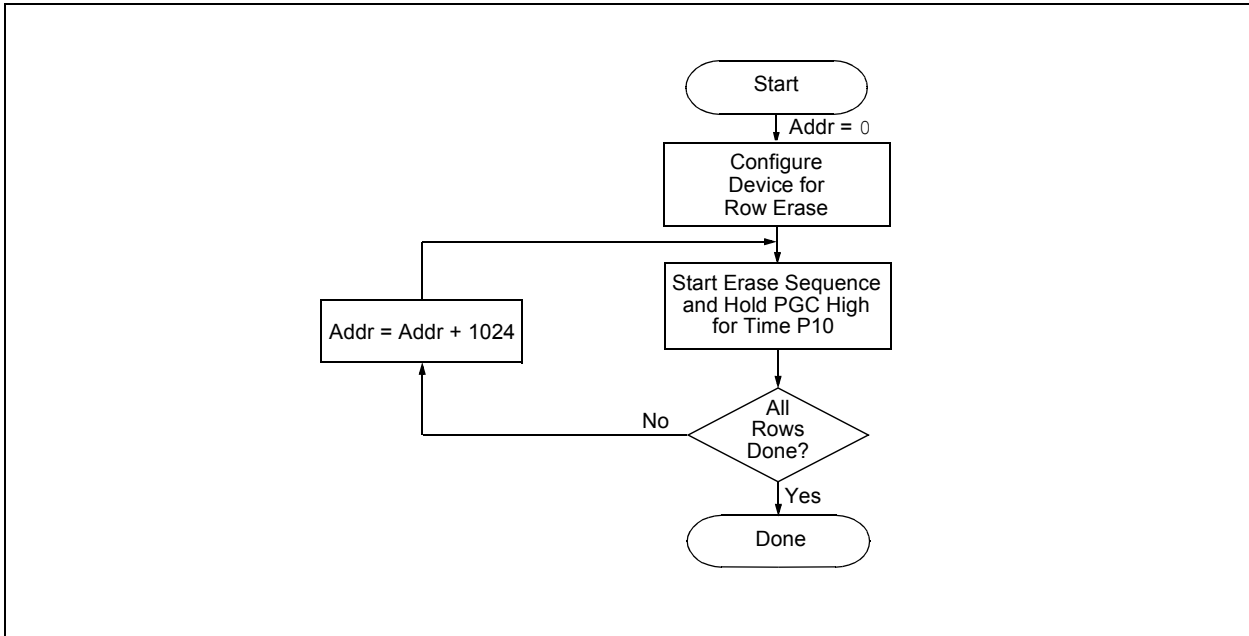 Start
Addr = 0
Configure
Device for
Row Erase
Start Erase Sequence
and Hold PGC High
for Time P10
Addr = Addr + 1024
All
Rows
Done?
No
Yes
Done